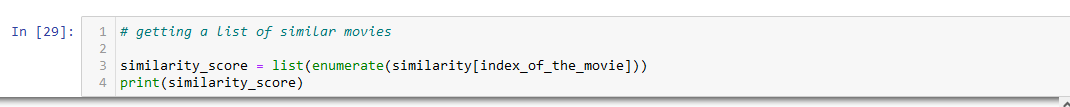 In [29]:
1 # getting a list of similar movies
2
3 similarity_score = list(enumerate(similarity[index_of_the_movie]))
4 print(similarity_score)